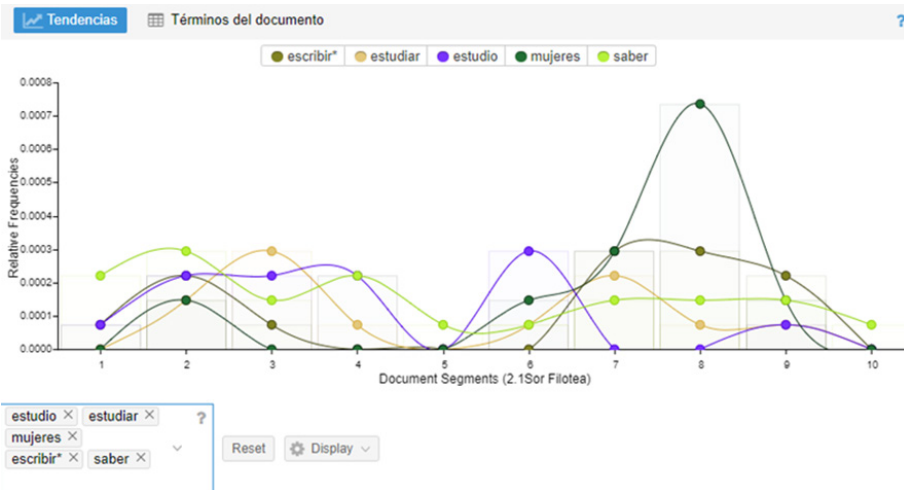 Tendencias Términos del documento ?
escribir* estudiar estudio mujeres saber
0.0008
0.0007
0.0006
0.0005
0.0004
0.0003
0.0002
0.0001
0.0000
Relative Frequencies
1 2 3 4 5 6 7 8 9 10
Document Segments (2.1Sor Filotea)
estudio × estudiar × ?
mujeres ×
escribir* × saber ×
Reset Display